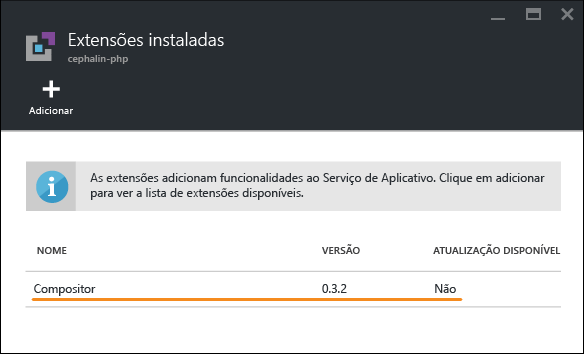 Extensões instaladas
cephalin-php
Adicionar
As extensões adicionam funcionalidades ao Serviço de Aplicativo. Clique em adicionar
para ver a lista de extensões disponíveis.
NOME VERSÃO ATUALIZAÇÃO DISPONÍVEL
Compositor 0.3.2 Não